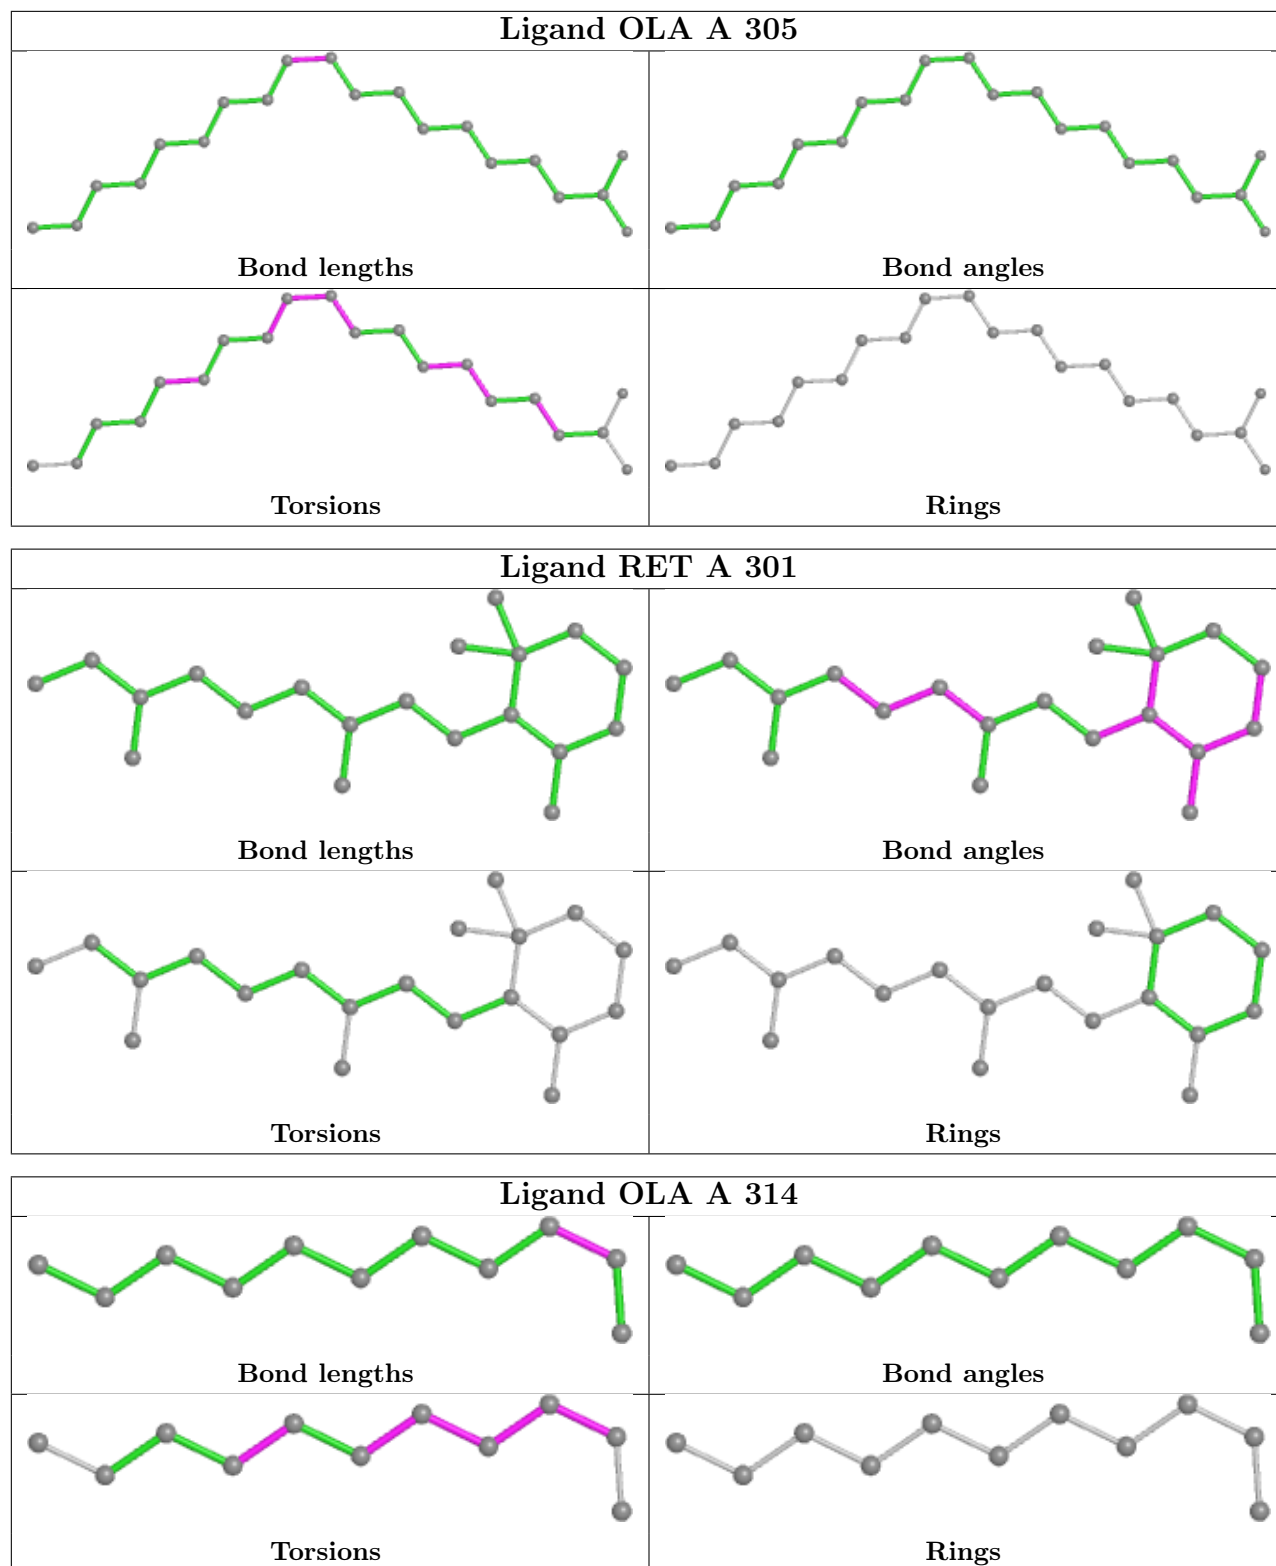 Ligand OLA A 305
Bond lengths
Bond angles
Torsions
Rings
Ligand RET A 301
Bond lengths
Bond angles
Torsions
Rings
Ligand OLA A 314
Bond lengths
Bond angles
Torsions
Rings